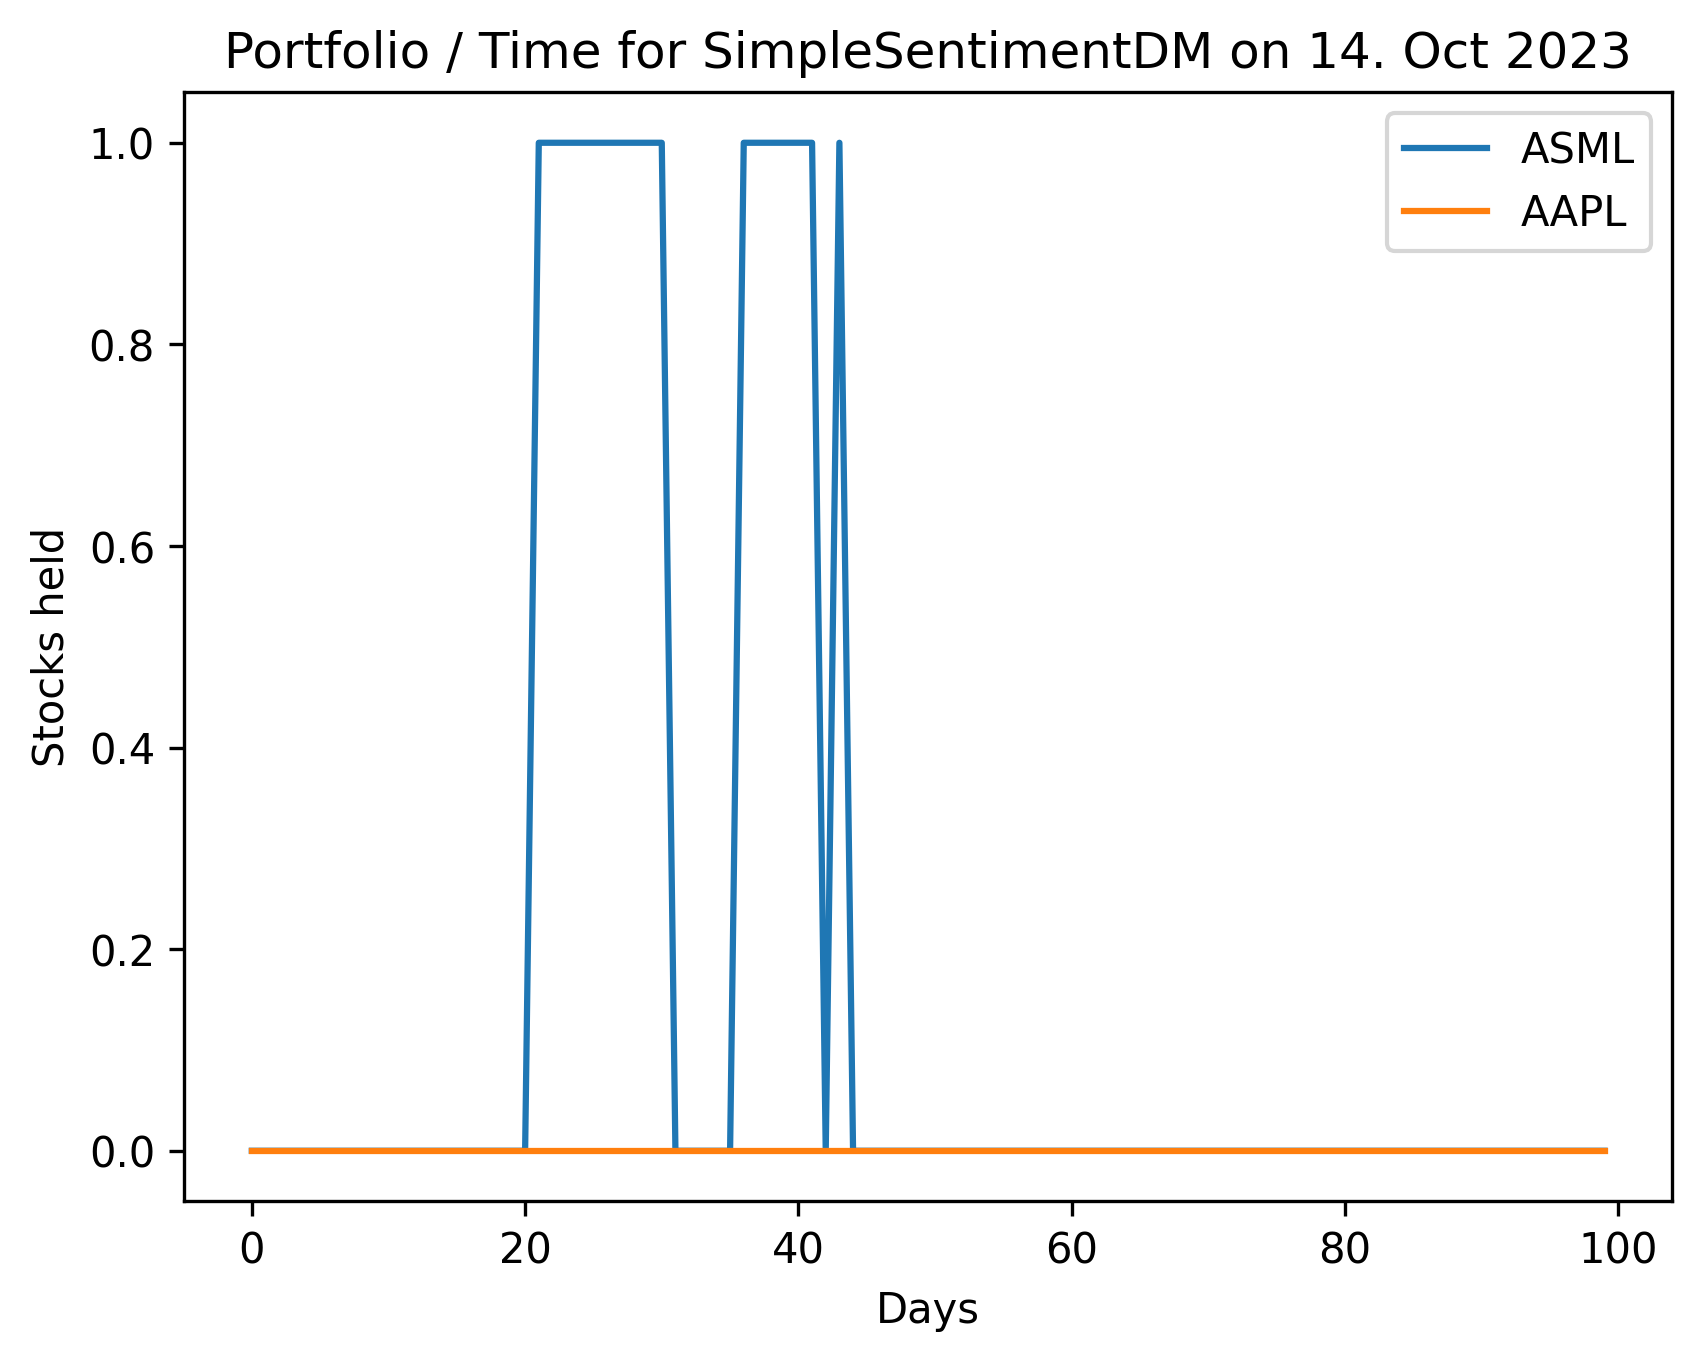 Portfolio / Time for SimpleSentimentDM on 14. Oct 2023
ASML
AAPL
Stocks held
1.0
0.8
0.6
0.4
0.2
0.0
0 20 40 60 80 100
Days